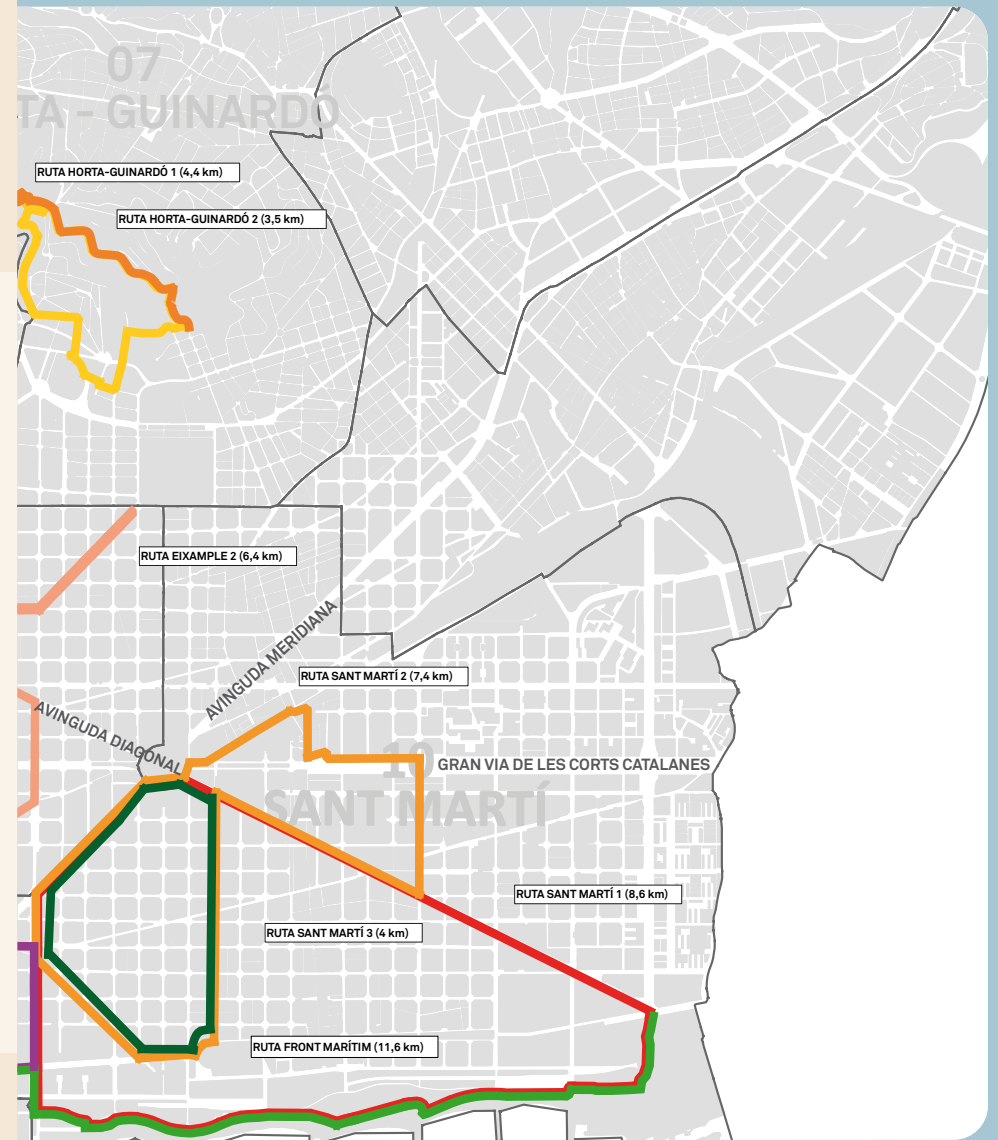 07
TA - GUINARDÓ
RUTA HORTA-GUINARDÓ 1 (4,4 km)
RUTA HORTA-GUINARDÓ 2 (3,5 km)
RUTA EIXAMPLE 2 (6,4 km)
AVINGUDA MERIDIANA
RUTA SANT MARTÍ 2 (7,4 km)
AVINGUDA DIAGONAL
10
GRAN VIA DE LES CORTS CATALANES
SANT MARTÍ
RUTA SANT MARTÍ 1 (8,6 km)
RUTA SANT MARTÍ 3 (4 km)
RUTA FRONT MARÍTIM (11,6 km)